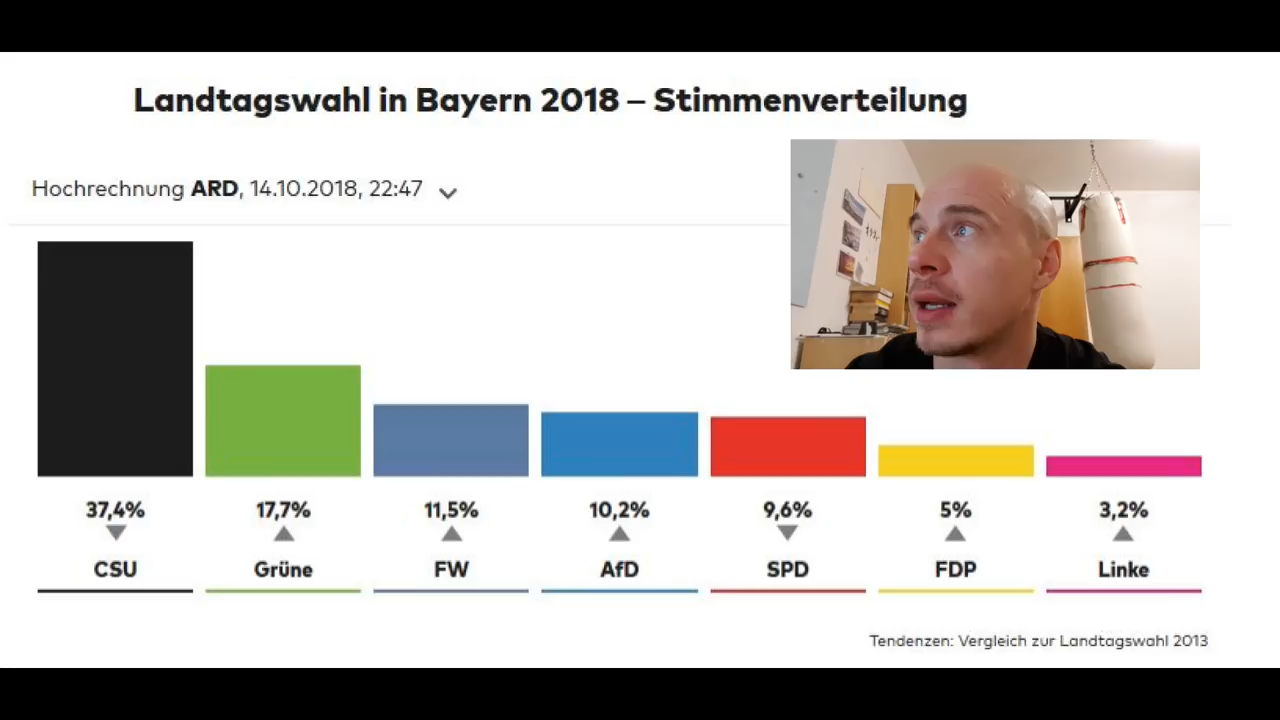 Landtagswahl in Bayern 2018 – Stimmenverteilung
Hochrechnung ARD, 14.10.2018, 22:47
37,4% 17,7% 11,5% 10,2% 9,6% 5% 3,2%
CSU Grüne FW AfD SPD FDP Linke
Tendenzen: Vergleich zur Landtagswahl 2013